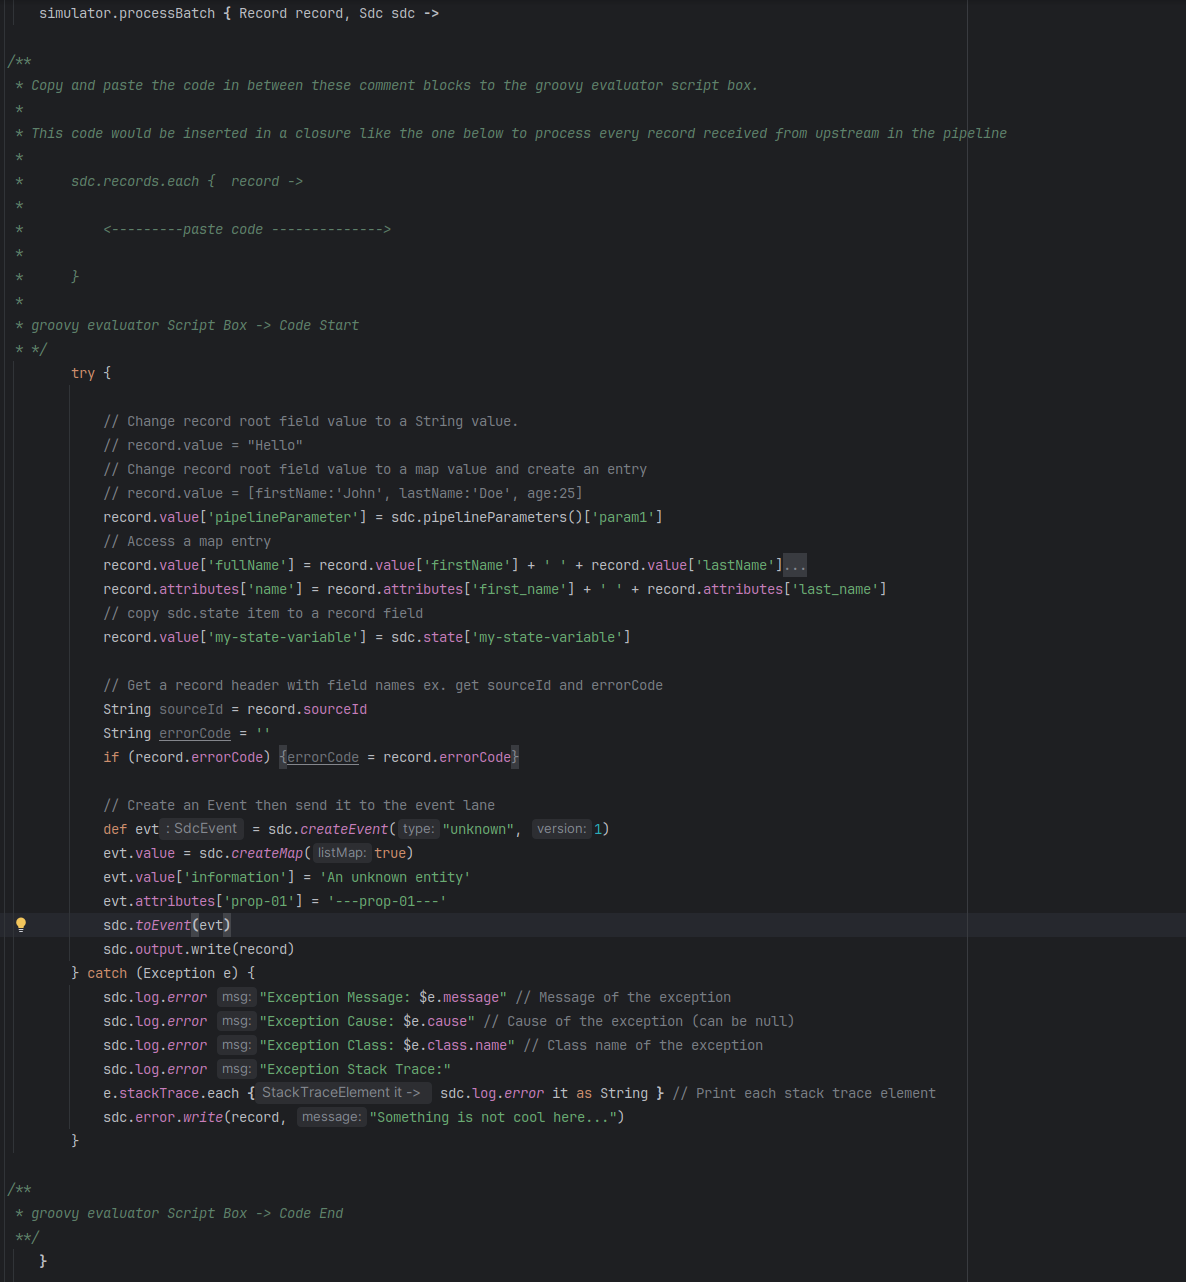 simulator.processBatch { Record record, Sdc sdc ->
/**
* Copy and paste the code in between these comment blocks to the groovy evaluator script box.
*
* This code would be inserted in a closure like the one below to process every record received from upstream in the pipeline
*
*      sdc.records.each {  record ->
*
*          <---------paste code -------------->
*
*      }
*
* groovy evaluator Script Box -> Code Start
* */
try {
// Change record root field value to a String value.
// record.value = "Hello"
// Change record root field value to a map value and create an entry
// record.value = [firstName:'John', lastName:'Doe', age:25]
record.value['pipelineParameter'] = sdc.pipelineParameters()['param1']
// Access a map entry
record.value['fullName'] = record.value['firstName'] + ' ' + record.value['lastName']...
record.attributes['name'] = record.attributes['first_name'] + ' ' + record.attributes['last_name']
// copy sdc.state item to a record field
record.value['my-state-variable'] = sdc.state['my-state-variable']
// Get a record header with field names ex. get sourceId and errorCode
String sourceId = record.sourceId
String errorCode = ''
if (record.errorCode) {errorCode = record.errorCode}
// Create an Event then send it to the event lane
def evt : SdcEvent = sdc.createEvent( type: "unknown", version: 1)
evt.value = sdc.createMap( listMap: true)
evt.value['information'] = 'An unknown entity'
evt.attributes['prop-01'] = '---prop-01---'
sdc.toEvent(evt)
sdc.output.write(record)
} catch (Exception e) {
sdc.log.error msg: "Exception Message: $e.message" // Message of the exception
sdc.log.error msg: "Exception Cause: $e.cause" // Cause of the exception (can be null)
sdc.log.error msg: "Exception Class: $e.class.name" // Class name of the exception
sdc.log.error msg: "Exception Stack Trace:"
e.stackTrace.each { StackTraceElement it -> sdc.log.error it as String } // Print each stack trace element
sdc.error.write(record, message: "Something is not cool here...")
}
/**
* groovy evaluator Script Box -> Code End
**/
}